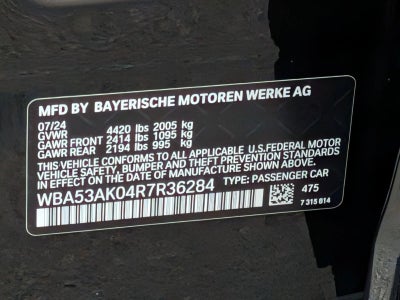 MFD BY BAYERISCHE MOTOREN WERKE AG
07/24
GVWR 4420 lbs 2005 kg
GAWR FRONT 2414 lbs 1095 kg
GAWR REAR 2194 lbs 995 kg
THIS VEHICLE CONFORMS TO ALL APPLICABLE U.S.FEDERAL MOTOR
VEHICLE SAFETY, BUMPER, AND THEFT PREVENTION STANDARDS
IN EFFECT ON THE DATE OF MANUFACTURE SHOWN ABOVE.
WBA53AK04R7R36284 TYPE: PASSENGER CAR
475
7 315 614